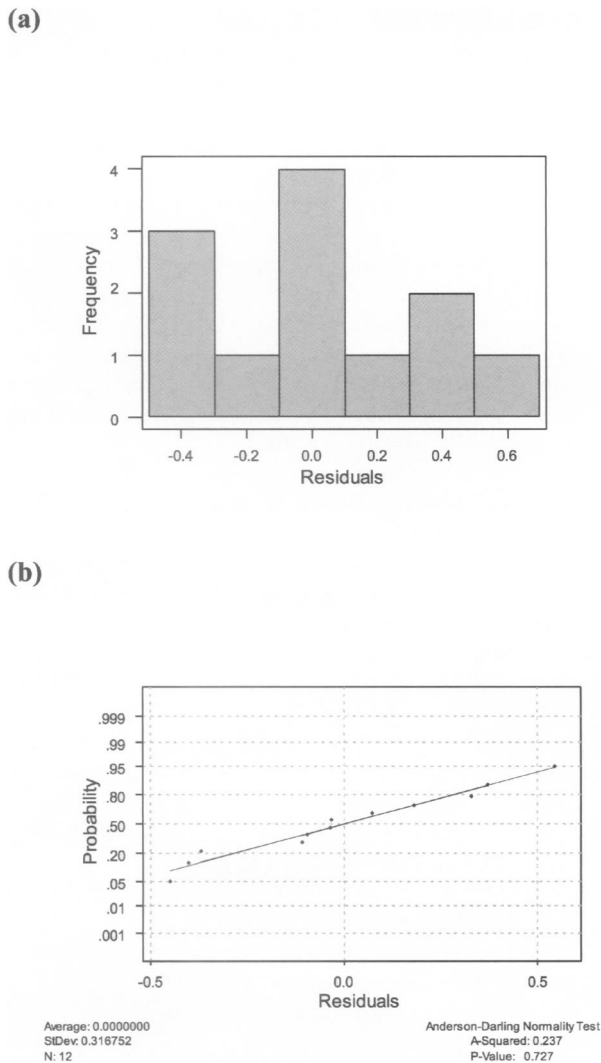 (a)
4
3
2
1
0
Frequency
-0.4 -0.2 0.0 0.2 0.4 0.6
Residuals
(b)
.999
.99
.95
.80
.50
.20
.05
.01
.001
Probability
-0.5 0.0 0.5
Residuals
Average: 0.0000000
StDev: 0.316752
N: 12
Anderson-Darling Normality Test
A-Squared: 0.237
P-Value: 0.727